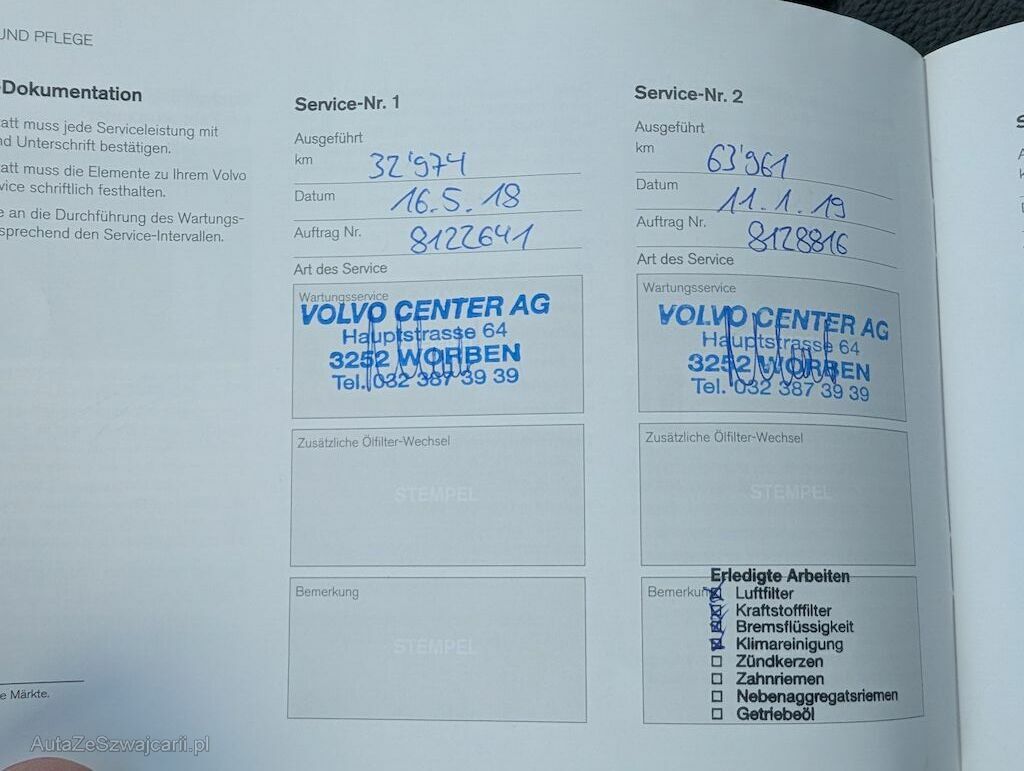 UND PFLEGE
-Dokumentation
att muss jede Serviceleistung mit
nd Unterschrift bestätigen.
att muss die Elemente zu Ihrem Volvo
vice schriftlich festhalten.
e an die Durchführung des Wartungs-
sprechend den Service-Intervallen.
e Märkte.
Service-Nr. 1
Ausgeführt
km 32'974
Datum 16.5.18
Auftrag Nr. 8122641
Art des Service
Wartungsservice
VOLVO CENTER AG
Hauptstrasse 64
3252 WORBEN
Tel. 032 387 39 39
Zusätzliche Ölfilter-Wechsel
STEMPEL
Bemerkung
STEMPEL
Service-Nr. 2
Ausgeführt
km 63'961
Datum 11.1.19
Auftrag Nr. 8128816
Art des Service
Wartungsservice
VOLVO CENTER AG
Hauptstrasse 64
3252 WORBEN
Tel. 032 387 39 39
Zusätzliche Ölfilter-Wechsel
STEMPEL
Bemerkung
Erledigte Arbeiten
Luftfilter
Kraftstofffilter
Bremsflüssigkeit
Klimareinigung
Zündkerzen
Zahnriemen
Nebenaggregatsriemen
Getriebeöl
AutaZeSzwajcarii.pl